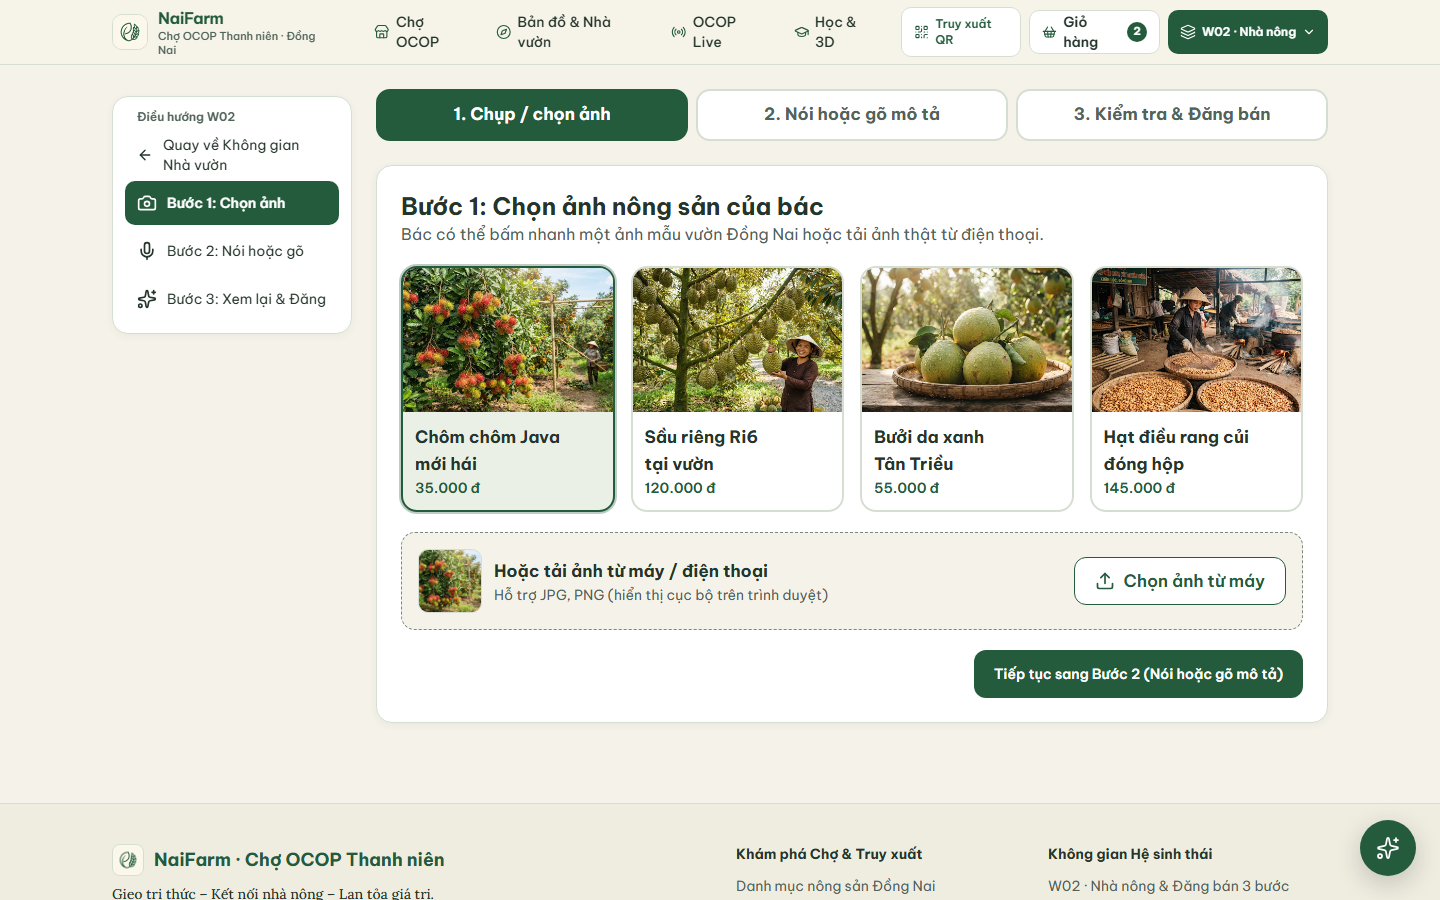 NaiFarm
Chợ OCOP Thanh niên · Đồng
Nai
Chợ
OCOP
Bản đồ & Nhà
vườn
OCOP
Live
Học &
3D
Truy xuất
QR
Giỏ
hàng
2
W02 · Nhà nông
Điều hướng W02
Quay về Không gian
Nhà vườn
Bước 1: Chọn ảnh
Bước 2: Nói hoặc gõ
Bước 3: Xem lại & Đăng
1. Chụp / chọn ảnh
2. Nói hoặc gõ mô tả
3. Kiểm tra & Đăng bán
Bước 1: Chọn ảnh nông sản của bác
Bác có thể bấm nhanh một ảnh mẫu vườn Đồng Nai hoặc tải ảnh thật từ điện thoại.
Chôm chôm Java
mới hái
35.000 đ
Sầu riêng Ri6
tại vườn
120.000 đ
Bưởi da xanh
Tân Triều
55.000 đ
Hạt điều rang củi
đóng hộp
145.000 đ
Hoặc tải ảnh từ máy / điện thoại
Hỗ trợ JPG, PNG (hiển thị cục bộ trên trình duyệt)
Chọn ảnh từ máy
Tiếp tục sang Bước 2 (Nói hoặc gõ mô tả)
NaiFarm · Chợ OCOP Thanh niên
Gieo tri thức – Kết nối nhà nông – Lan tỏa giá trị.
Khám phá Chợ & Truy xuất
Danh mục nông sản Đồng Nai
Không gian Hệ sinh thái
W02 · Nhà nông & Đăng bán 3 bước